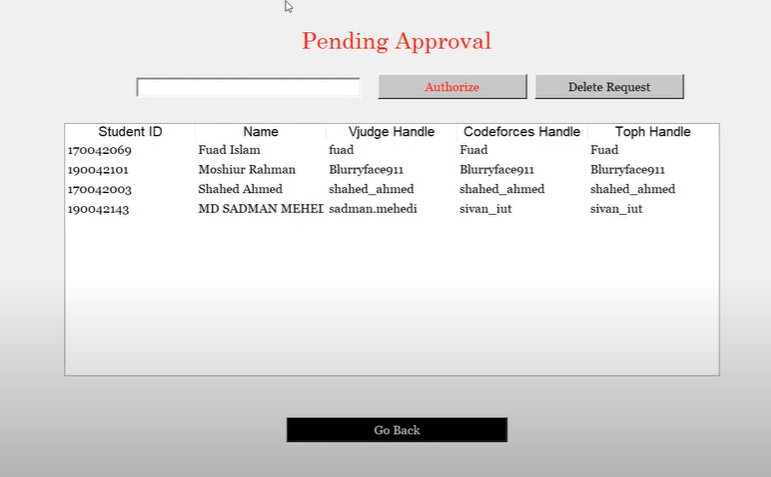 Pending Approval
Authorize Delete Request
Student ID Name Vjudge Handle Codeforces Handle Toph Handle
170042069 Fuad Islam fuad Fuad Fuad
190042101 Moshiur Rahman Blurryface911 Blurryface911 Blurryface911
170042003 Shahed Ahmed shahed_ahmed shahed_ahmed shahed_ahmed
190042143 MD SADMAN MEHED sadman.mehedi sivan_iut sivan_iut
Go Back